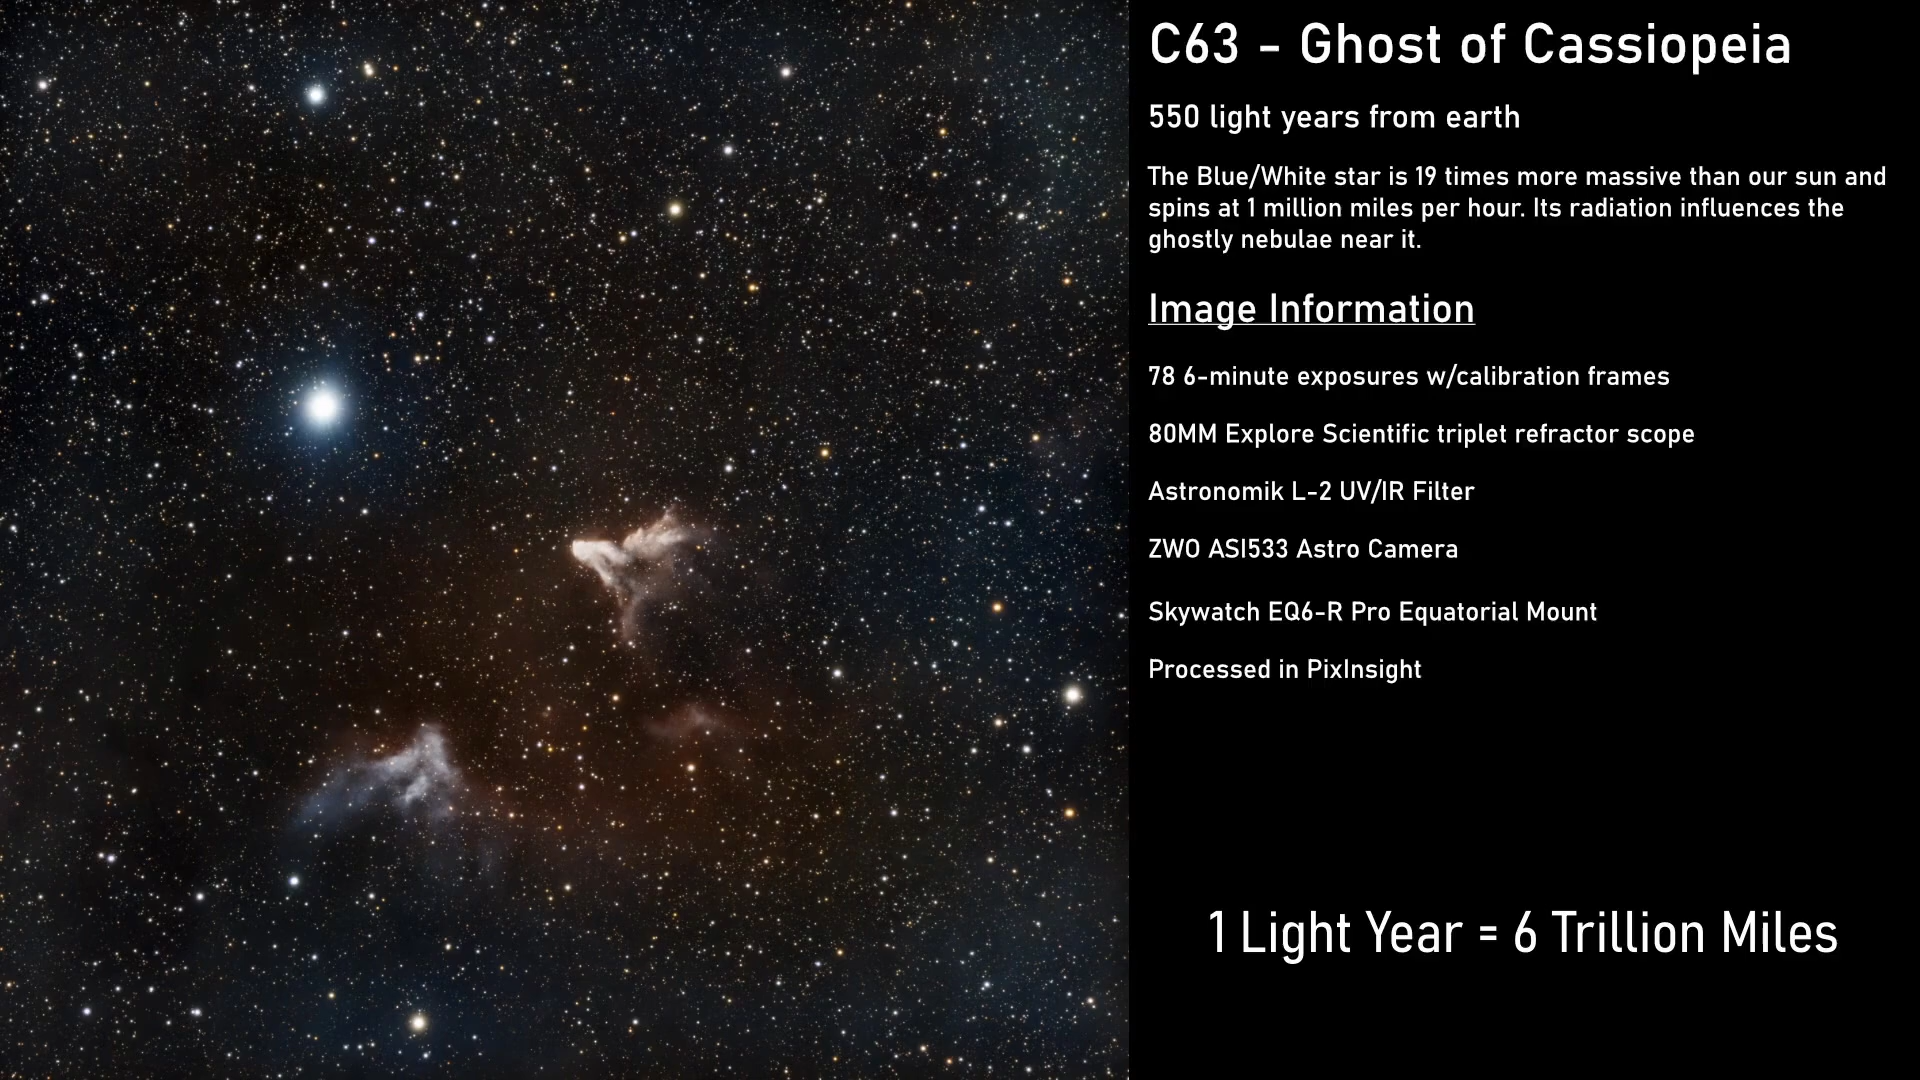 C63 - Ghost of Cassiopeia
550 light years from earth
The Blue/White star is 19 times more massive than our sun and
spins at 1 million miles per hour. Its radiation influences the
ghostly nebulae near it.
Image Information
78 6-minute exposures w/calibration frames
80MM Explore Scientific triplet refractor scope
Astronomik L-2 UV/IR Filter
ZWO ASI533 Astro Camera
Skywatch EQ6-R Pro Equatorial Mount
Processed in PixInsight
1 Light Year = 6 Trillion Miles